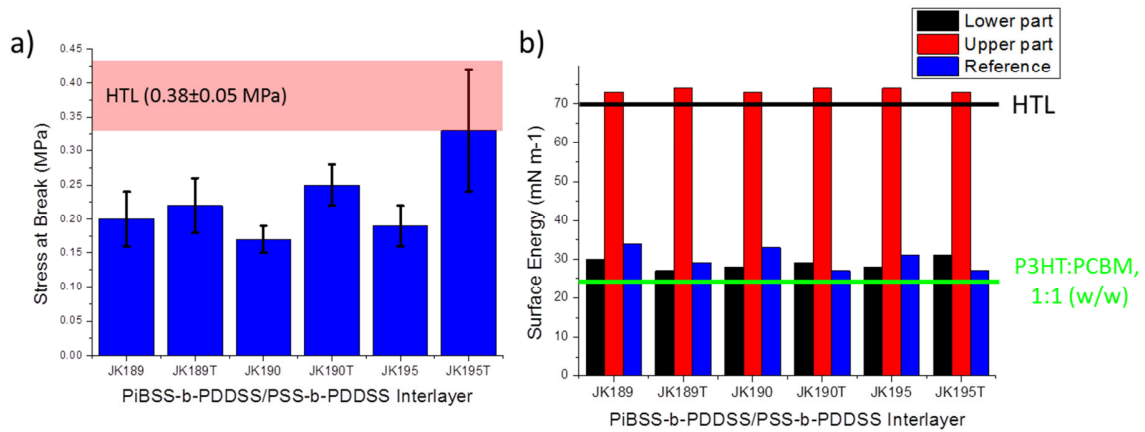 a)
Stress at Break (MPa)
0.45
0.40
0.35
0.30
0.25
0.20
0.15
0.10
0.05
0.00
HTL (0.38±0.05 MPa)
JK189 JK189T JK190 JK190T JK195 JK195T
PiBSS-b-PDDSS/PSS-b-PDDSS Interlayer
b)
Lower part
Upper part
Reference
Surface Energy (mN m-1)
70
60
50
40
30
20
10
0
HTL
P3HT:PCBM,
1:1 (w/w)
JK189 JK189T JK190 JK190T JK195 JK195T
PiBSS-b-PDDSS/PSS-b-PDDSS Interlayer